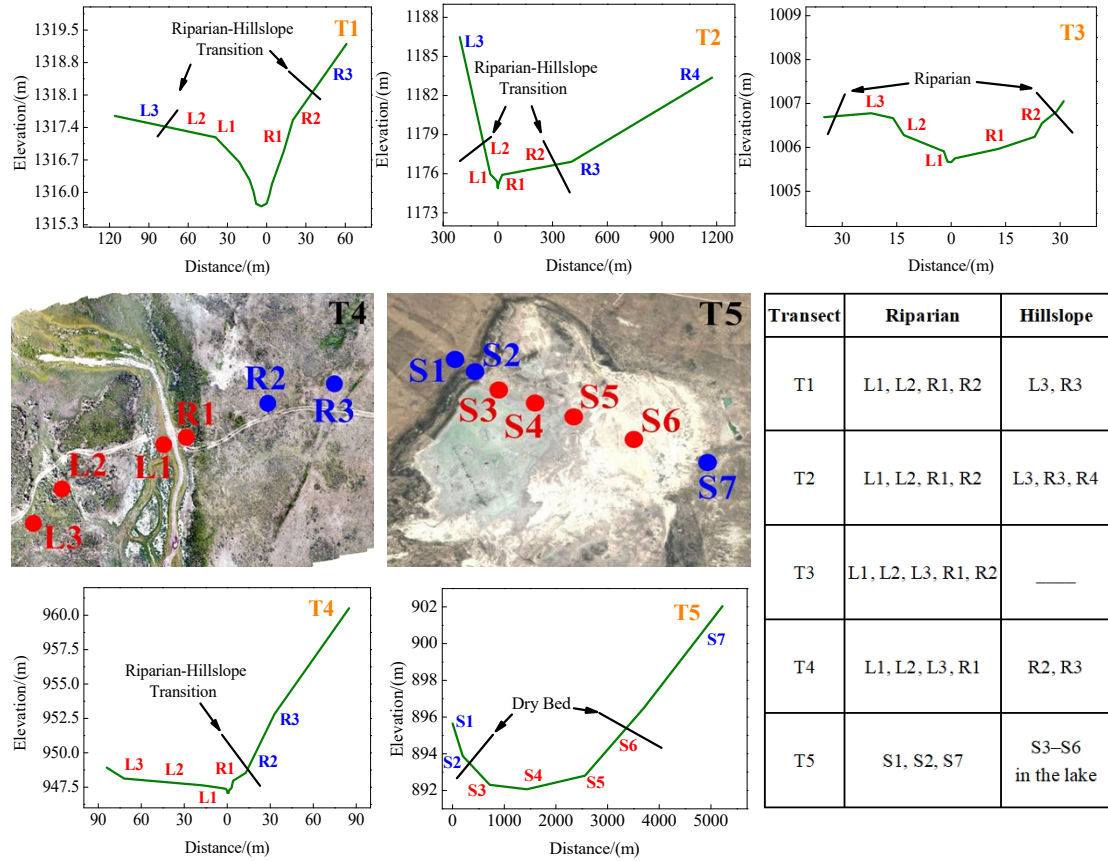 T1
Elevation/(m)
1319.5
1318.8
1318.1
1317.4
1316.7
1316.0
1315.3
Riparian-Hillslope
Transition
L3
L2
L1
R1
R2
R3
120 90 60 30 0 30 60
Distance/(m)
T2
Elevation/(m)
1188
1185
1182
1179
1176
1173
L3
Riparian-Hillslope
Transition
R4
L2
L1
R1
R2
R3
300 0 300 600 900 1200
Distance/(m)
T3
Elevation/(m)
1009
1008
1007
1006
1005
Riparian
L3
L2
L1
R1
R2
30 15 0 15 30
Distance/(m)
T4
R2
R3
R1
L1
L2
L3
T5
S1
S2
S3
S4
S5
S6
S7
Transect Riparian Hillslope
T1 L1, L2, R1, R2 L3, R3
T2 L1, L2, R1, R2 L3, R3, R4
T3 L1, L2, L3, R1, R2 ____
T4 L1, L2, L3, R1 R2, R3
T5 S1, S2, S7 S3–S6
in the lake
T4
Elevation/(m)
960.0
957.5
955.0
952.5
950.0
947.5
Riparian-Hillslope
Transition
L3
L2
L1
R1
R2
R3
90 60 30 0 30 60 90
Distance/(m)
T5
Elevation/(m)
902
900
898
896
894
892
S1
Dry Bed
S7
S2
S3
S4
S5
S6
0 1000 2000 3000 4000 5000
Distance/(m)